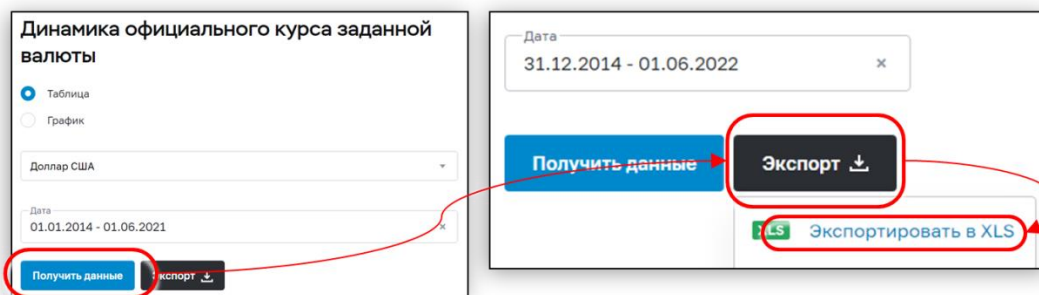 Динамика официального курса заданной
валюты
Таблица
График
Доллар США
Дата
01.01.2014 - 01.06.2021
×
Получить данные
Экспорт
Дата
31.12.2014 - 01.06.2022
×
Получить данные
Экспорт
XLS Экспортировать в XLS